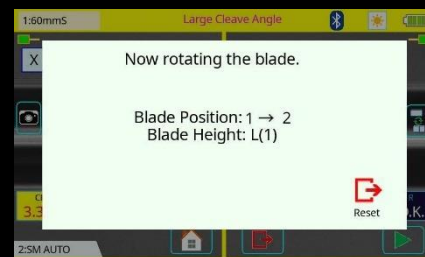 1:60mmS
Large Cleave Angle
X
Now rotating the blade.
Blade Position: 1 → 2
Blade Height: L(1)
Reset
3.3
.K.
2:SM AUTO